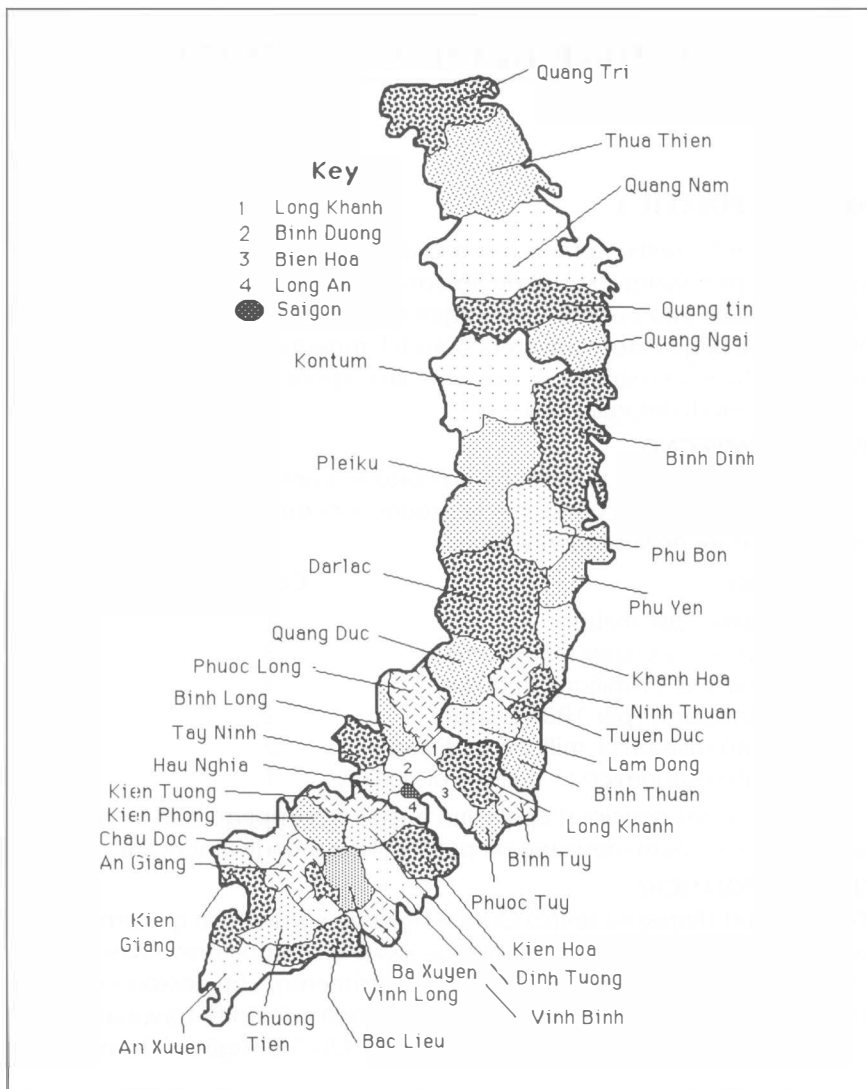 Quang Tri
Thua Thien
Key
Quang Nam
1 Long Khanh
2 Binh Duong
3 Bien Hoa
4 Long An
Saigon
Quang tin
Quang Ngai
Kontum
Binh Dinh
Pleiku
Phu Bon
Darlac
Phu Yen
Quang Duc
Phuoc Long
Khanh Hoa
Binh Long
Ninh Thuan
Tay Ninh
Tuyen Duc
1
Lam Dong
Hau Nghia
2
Kien Tuong
3
Binh Thuan
4
Kien Phong
Long Khanh
Chau Doc
Binh Tuy
An Giang
Phuoc Tuy
Kien
Giang
Kien Hoa
Ba Xuyen
Dinh Tuong
Vinh Long
Vinh Binh
Chuong
Tien
An Xuyen
Bac Lieu